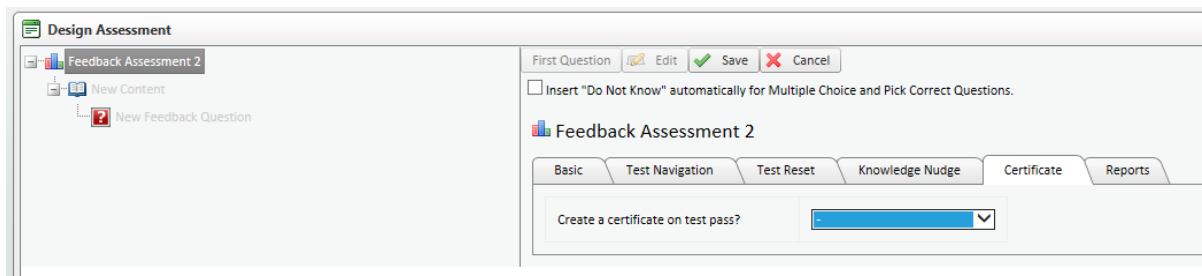 Design Assessment
Feedback Assessment 2
New Content
New Feedback Question
First Question Edit Save Cancel
Insert "Do Not Know" automatically for Multiple Choice and Pick Correct Questions.
Feedback Assessment 2
Basic Test Navigation Test Reset Knowledge Nudge Certificate Reports
Create a certificate on test pass? -